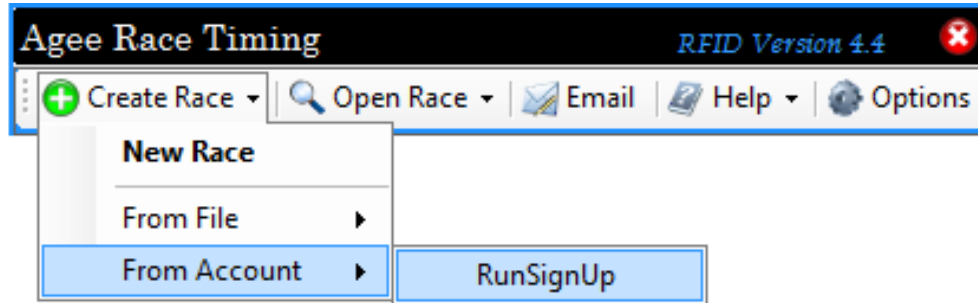 Agee Race Timing RFID Version 4.4
Create Race Open Race Email Help Options
New Race
From File
From Account RunSignUp